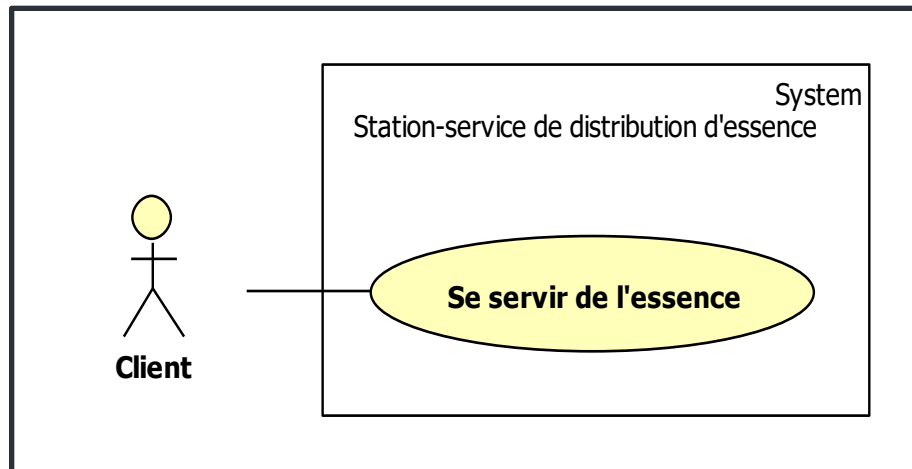 System
Station-service de distribution d'essence
Se servir de l'essence
Client